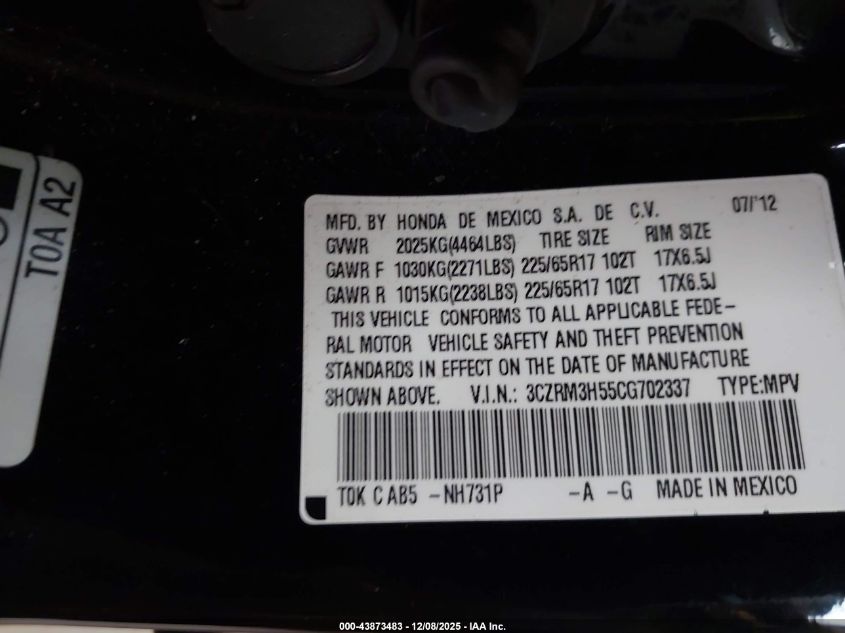 T0A A2
MFD. BY HONDA DE MEXICO S.A. DE C.V. 07/'12
GVWR 2025KG(4464LBS) TIRE SIZE RIM SIZE
GAWR F 1030KG(2271LBS) 225/65R17 102T 17X6.5J
GAWR R 1015KG(2238LBS) 225/65R17 102T 17X6.5J
THIS VEHICLE CONFORMS TO ALL APPLICABLE FEDE-
RAL MOTOR VEHICLE SAFETY AND THEFT PREVENTION
STANDARDS IN EFFECT ON THE DATE OF MANUFACTURE
SHOWN ABOVE. V.I.N.: 3CZRM3H55CG702337 TYPE:MPV
T0K C AB5 -NH731P -A -G MADE IN MEXICO
000-43873483 - 12/08/2025 - IAA Inc.